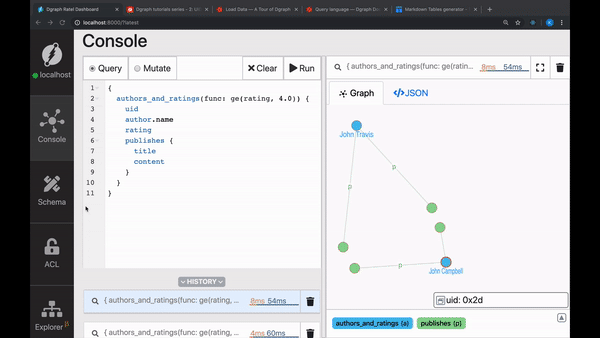 Dgraph Ratel Dashboard
Dgraph tutorials series - 2:
Load Data — A Tour of Dgraph
Query language — Dgraph
Markdown Tables generator -
localhost:8000/?latest
Console
localhost
Console
Schema
ACL
Explorer β
Query
Mutate
Clear
Run
1 {
2 authors_and_ratings(func: ge(rating, 4.0)) {
3 uid
4 author.name
5 rating
6 publishes {
7 title
8 content
9 }
10 }
11 }
HISTORY
{ authors_and_ratings(func: ge(rating, ... 8ms 54ms
{ authors_and_ratings(func: ge(rating, ... 4ms 60ms
{ authors_and_ratings(func: ge(ratin... 8ms 54ms
Graph
JSON
John Travis
p
p
p
John Campbell
uid: 0x2d
authors_and_ratings (a)
publishes (p)